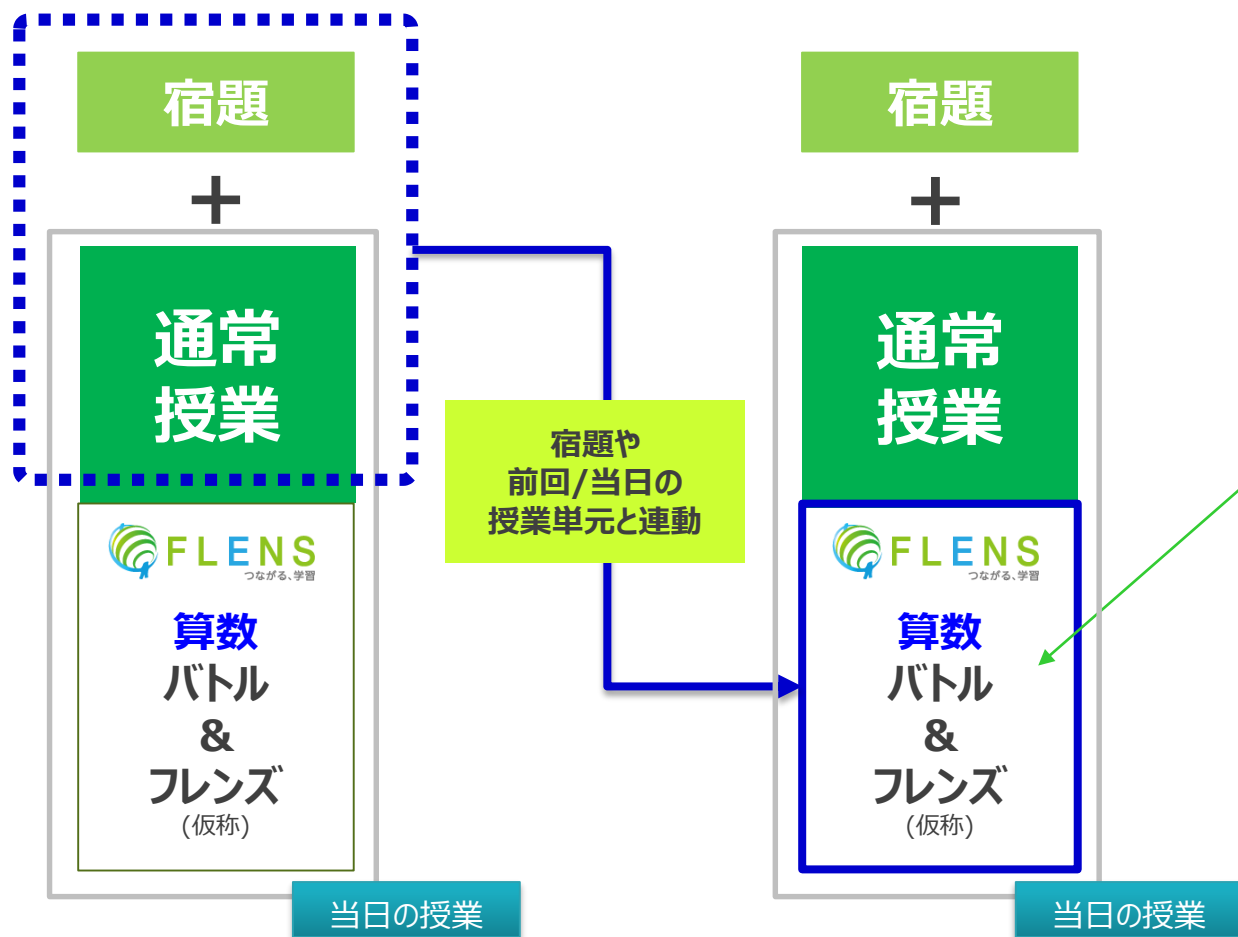 宿題
+
通常
授業
FLENS
つながる、学習
算数
バトル
&
フレンズ
(仮称)
当日の授業
宿題や
前回/当日の
授業単元と連動
宿題
+
通常
授業
FLENS
つながる、学習
算数
バトル
&
フレンズ
(仮称)
当日の授業